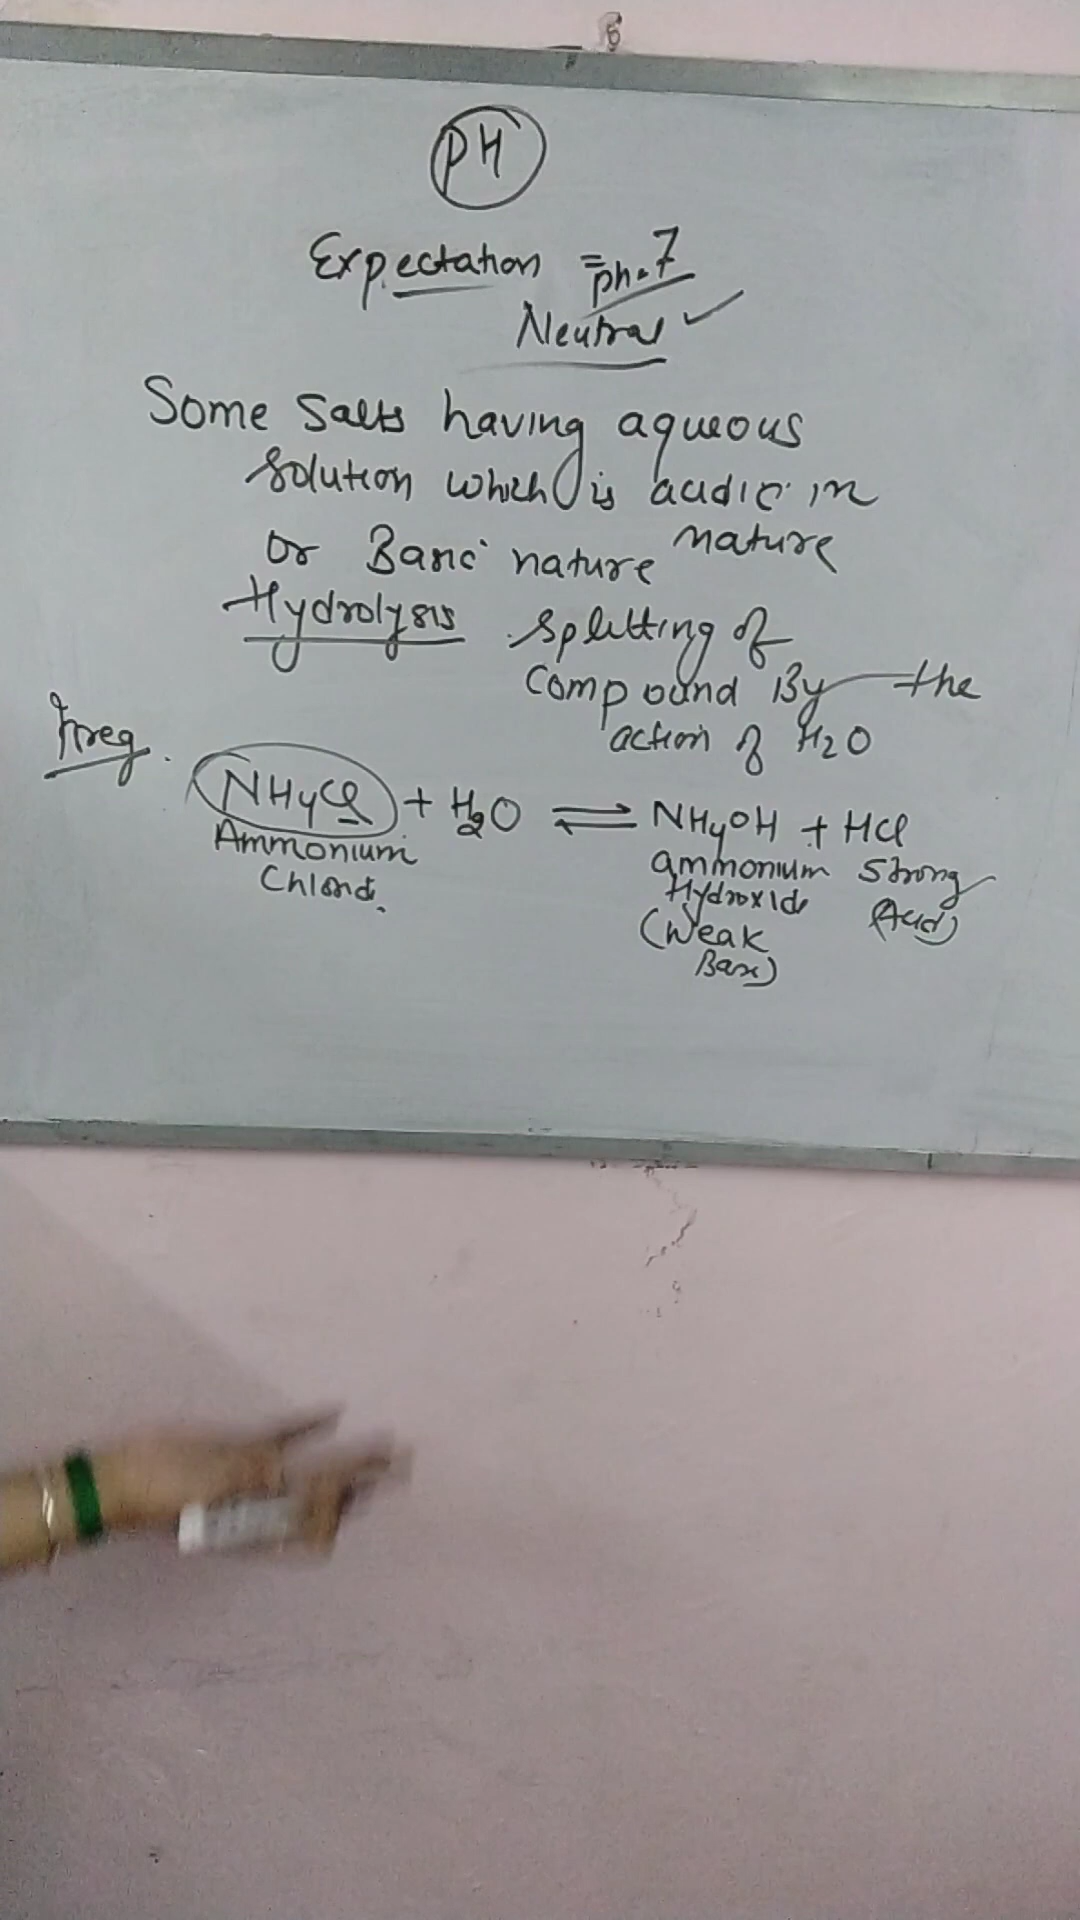 PH
Expectation = ph = 7
Neutral ✓
Some Salts having aqueous
solution which is acidic in
or Basic nature nature
Hydrolysis splitting of
compound By the
action of H2O
NH4Cl + H2O ⇌ NH4OH + HCl
Ammonium ammonium Strong
Chlorid. Hydroxide (Acid)
(Weak
Base)